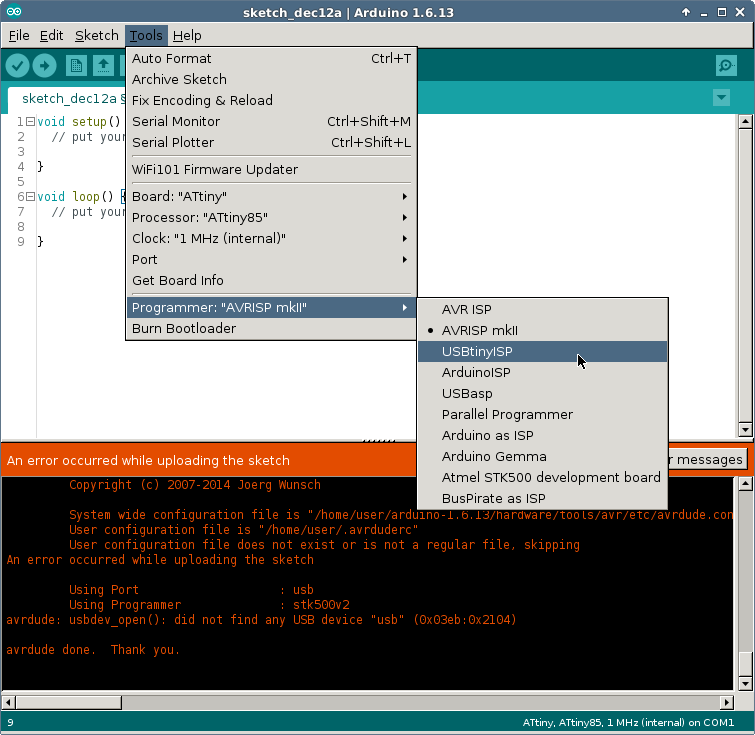 sketch_dec12a | Arduino 1.6.13
File Edit Sketch Tools Help
Auto Format Ctrl+T
Archive Sketch
Fix Encoding & Reload
Serial Monitor Ctrl+Shift+M
Serial Plotter Ctrl+Shift+L
WiFi101 Firmware Updater
Board: "ATtiny"
Processor: "ATtiny85"
Clock: "1 MHz (internal)"
Port
Get Board Info
Programmer: "AVRISP mkII"
Burn Bootloader
AVR ISP
AVRISP mkII
USBtinyISP
ArduinoISP
USBasp
Parallel Programmer
Arduino as ISP
Arduino Gemma
Atmel STK500 development board
BusPirate as ISP
sketch_dec12a §
1 void setup()
2 // put your
3
4 }
5
6 void loop() {
7 // put your
8
9 }
An error occurred while uploading the sketch
messages
Copyright (c) 2007-2014 Joerg Wunsch
System wide configuration file is "/home/user/arduino-1.6.13/hardware/tools/avr/etc/avrdude.con
User configuration file is "/home/user/.avrduderc"
User configuration file does not exist or is not a regular file, skipping
An error occurred while uploading the sketch
Using Port : usb
Using Programmer : stk500v2
avrdude: usbdev_open(): did not find any USB device "usb" (0x03eb:0x2104)
avrdude done. Thank you.
9
ATtiny, ATtiny85, 1 MHz (internal) on COM1